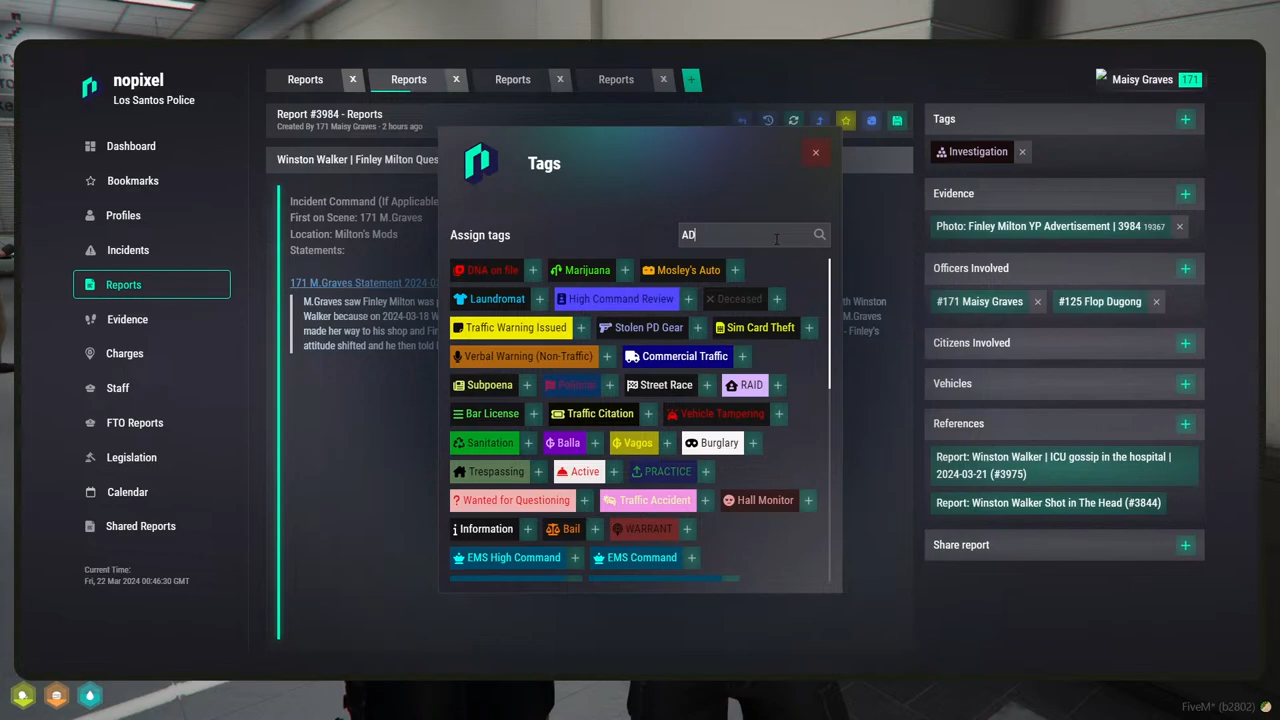 nopixel
Los Santos Police
Dashboard
Bookmarks
Profiles
Incidents
Reports
Evidence
Charges
Staff
FTO Reports
Legislation
Calendar
Shared Reports
Current Time:
Fri, 22 Mar 2024 00:46:30 GMT
Reports x Reports x Reports x Reports x +
Maisy Graves 171
Report #3984 - Reports
Created By 171 Maisy Graves - 2 hours ago
Winston Walker | Finley Milton Ques
Incident Command (If Applicable
First on Scene: 171 M.Graves
Location: Milton's Mods
Statements:
171 M.Graves Statement 2024-03
M.Graves saw Finley Milton was
Walker because on 2024-03-18 W
made her way to his shop and Fin
attitude shifted and he then told
th Winston
M.Graves
- Finley's
Tags
Assign tags
AD
DNA on file + Marijuana + Mosley's Auto +
Laundromat + High Command Review + Deceased +
Traffic Warning Issued + Stolen PD Gear + Sim Card Theft +
Verbal Warning (Non-Traffic) + Commercial Traffic +
Subpoena + + Street Race + RAID +
Bar License + Traffic Citation + Vehicle Tampering +
Sanitation + Balla + Vagos + Burglary +
Trespassing + Active + PRACTICE +
Wanted for Questioning + Traffic Accident + Hall Monitor +
Information + Bail + WARRANT +
EMS High Command + EMS Command +
Tags +
Investigation x
Evidence +
Photo: Finley Milton YP Advertisement | 3984 19367 x
Officers Involved +
#171 Maisy Graves x #125 Flop Dugong x
Citizens Involved +
Vehicles +
References +
Report: Winston Walker | ICU gossip in the hospital |
2024-03-21 (#3975)
Report: Winston Walker Shot in The Head (#3844)
Share report +
FiveM* (b2802)